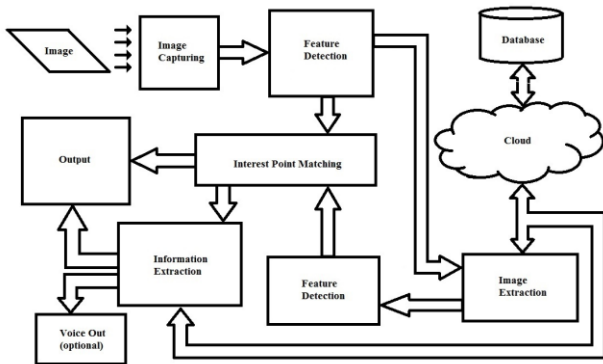 Image
Image
Capturing
Feature
Detection
Database
Cloud
Output
Interest Point Matching
Information
Extraction
Feature
Detection
Image
Extraction
Voice Out
(optional)